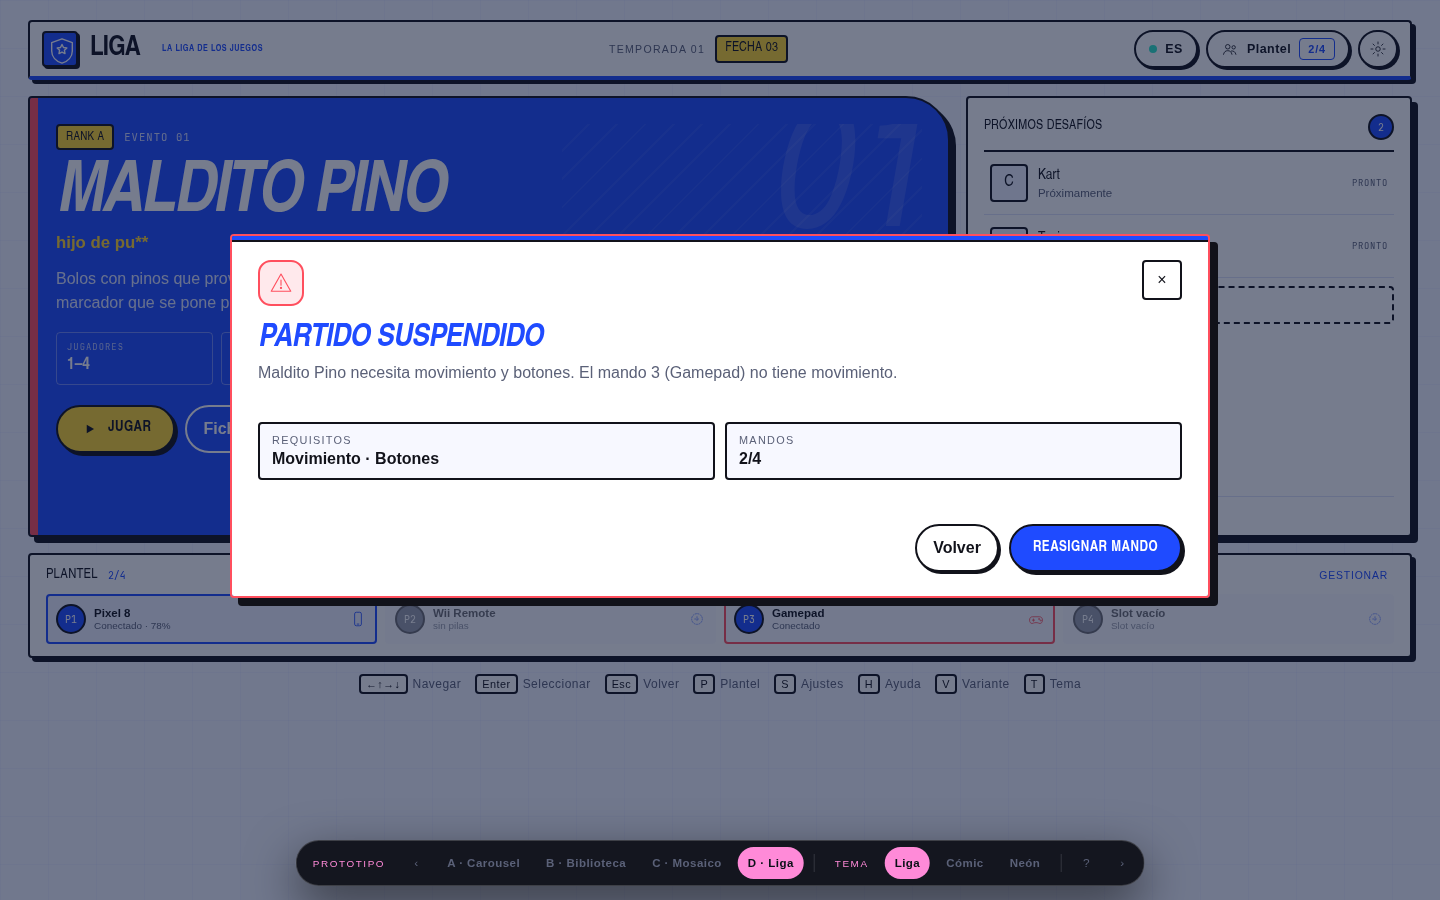 LIGA
LA LIGA DE LOS JUEGOS
TEMPORADA 01
FECHA 03
ES
Plantel 2/4
RANK A
EVENTO 01
01
MALDITO PINO
hijo de pu**
Bolos con pinos que
marcador que se pone
JUGADORES
1–4
JUGAR
PRÓXIMOS DESAFÍOS
2
C
Kart
Próximamente
PRONTO
PRONTO
×
PARTIDO SUSPENDIDO
Maldito Pino necesita movimiento y botones. El mando 3 (Gamepad) no tiene movimiento.
REQUISITOS
Movimiento · Botones
MANDOS
2/4
Volver
REASIGNAR MANDO
PLANTEL 2/4
GESTIONAR
P1
Pixel 8
Conectado · 78%
P2
Wii Remote
sin pilas
P3
Gamepad
Conectado
P4
Slot vacío
Slot vacío
←↑→↓ Navegar
Enter Seleccionar
Esc Volver
P Plantel
S Ajustes
H Ayuda
V Variante
T Tema
PROTOTIPO ‹ A · Carousel B · Biblioteca C · Mosaico D · Liga TEMA Liga Cómic Neón ? ›